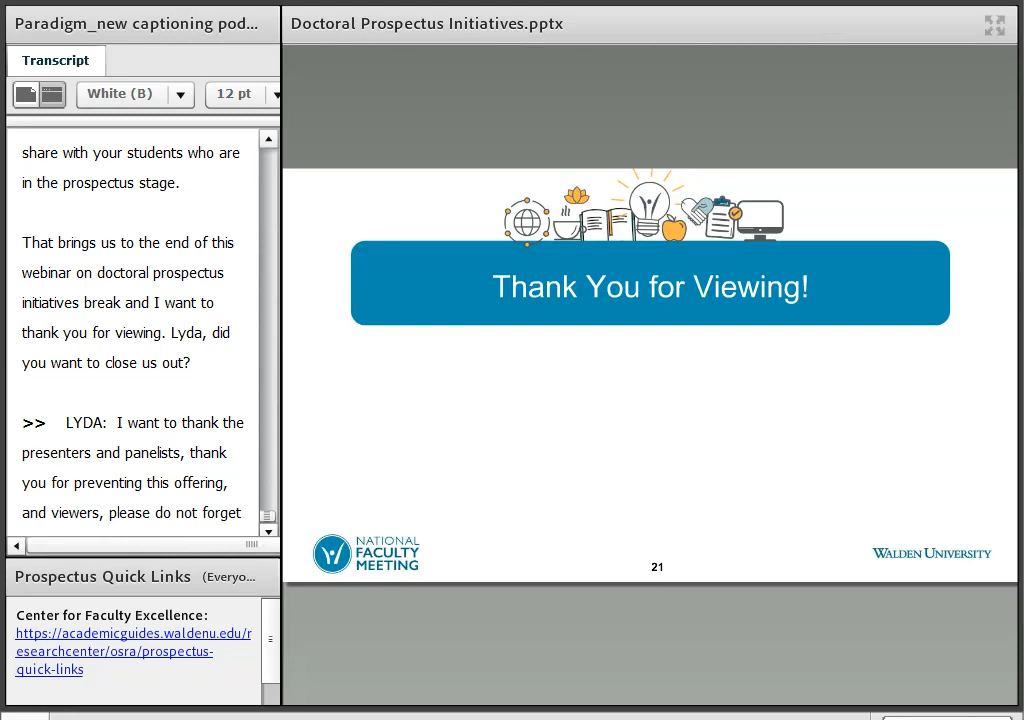 Paradigm_new captioning pod...
Transcript
White (B)
12 pt
share with your students who are
in the prospectus stage.
That brings us to the end of this
webinar on doctoral prospectus
initiatives break and I want to
thank you for viewing. Lyda, did
you want to close us out?
>> LYDA: I want to thank the
presenters and panelists, thank
you for preventing this offering,
and viewers, please do not forget
Prospectus Quick Links (Everyo...
Center for Faculty Excellence:
https://academicguides.waldenu.edu/r
esearchcenter/osra/prospectus-
quick-links
Doctoral Prospectus Initiatives.pptx
Thank You for Viewing!
NATIONAL
FACULTY
MEETING
21
WALDEN UNIVERSITY